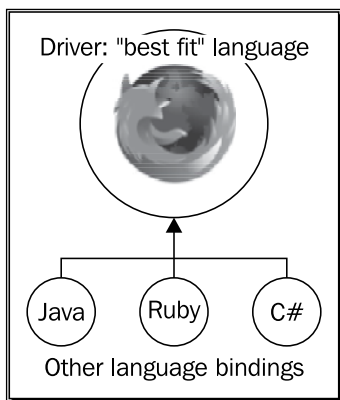 Driver: "best fit" language
Java Ruby C#
Other language bindings